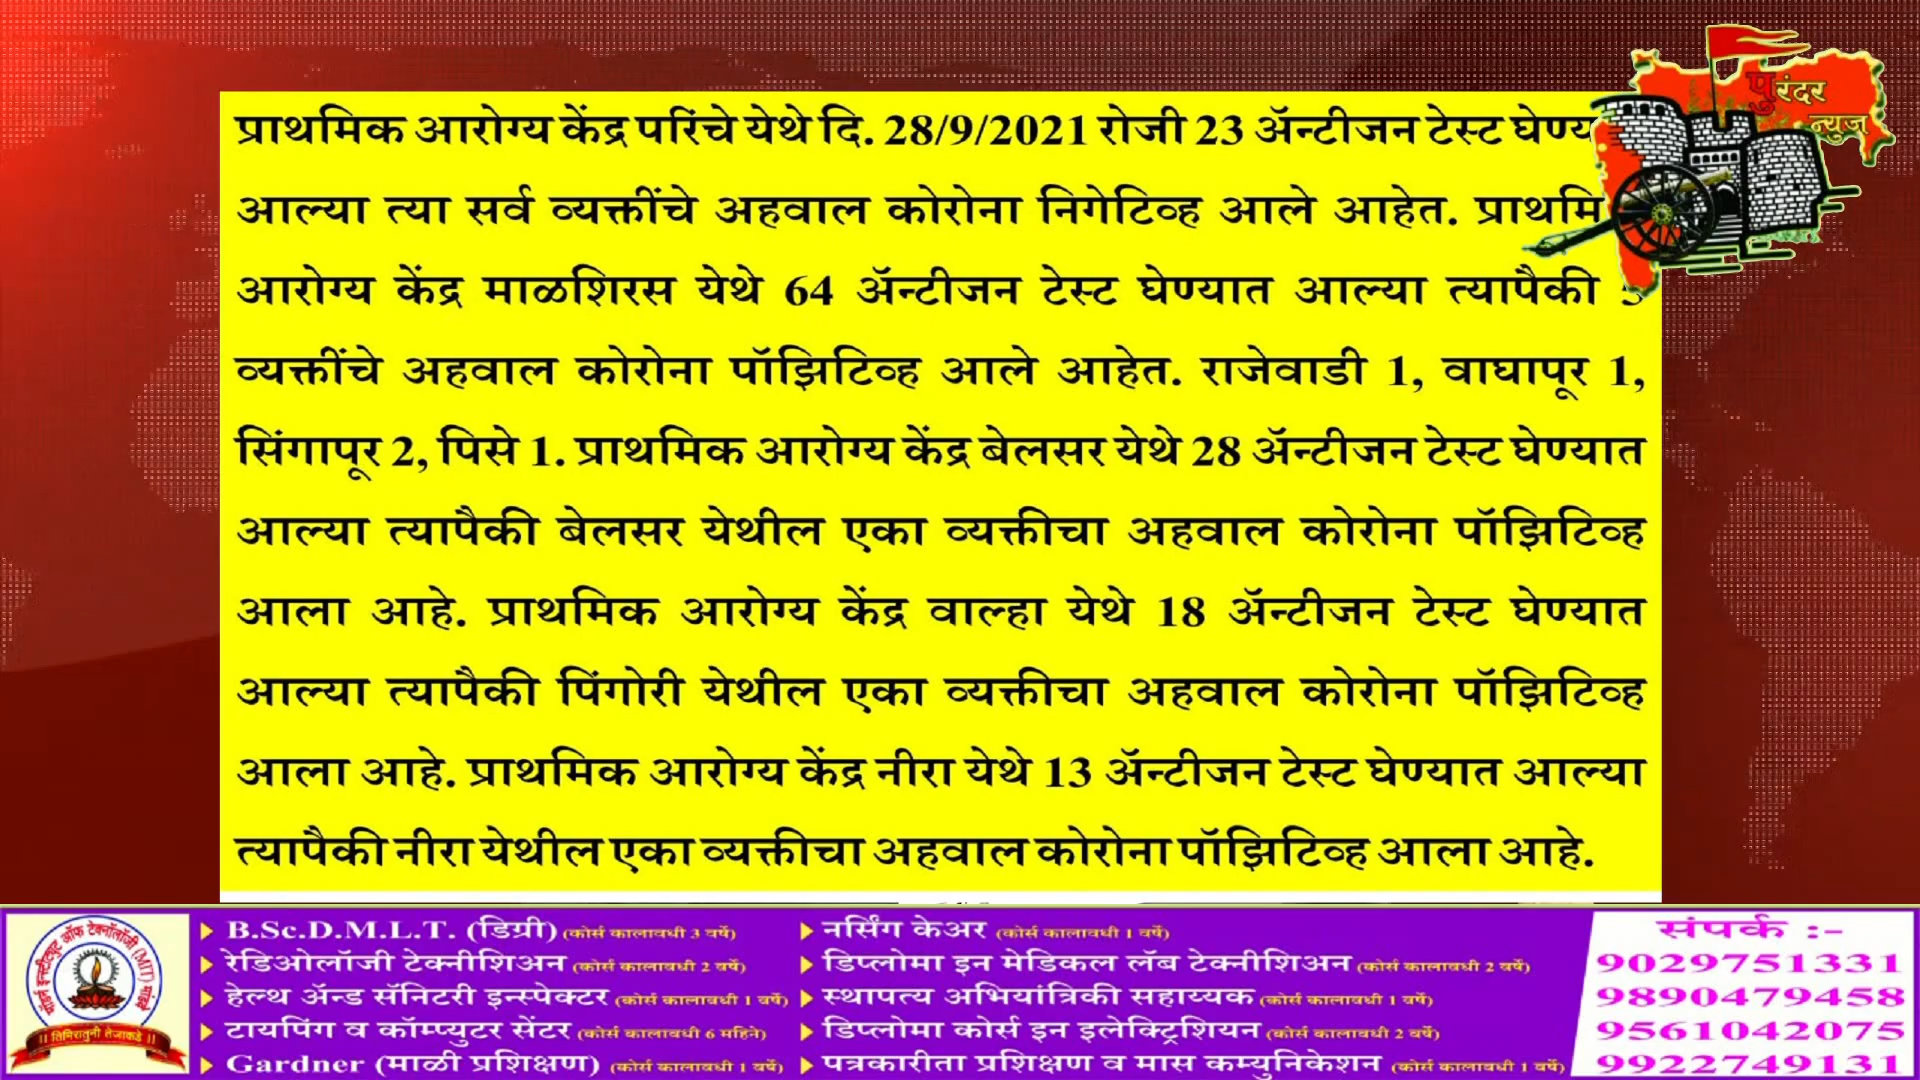 पुरंदर
न्युज
प्राथमिक आरोग्य केंद्र परिंचे येथे दि. 28/9/2021 रोजी 23 ॲन्टीजन टेस्ट
आल्या त्या सर्व व्यक्तींचे अहवाल कोरोना निगेटिव्ह आले आहेत.
आरोग्य केंद्र माळशिरस येथे 64 ॲन्टीजन टेस्ट घेण्यात आल्या त्यापैकी
व्यक्तींचे अहवाल कोरोना पॉझिटिव्ह आले आहेत. राजेवाडी 1, वाघापूर 1,
सिंगापूर 2, पिसे 1. प्राथमिक आरोग्य केंद्र बेलसर येथे 28 ॲन्टीजन टेस्ट घेण्यात
आल्या त्यापैकी बेलसर येथील एका व्यक्तीचा अहवाल कोरोना पॉझिटिव्ह
आला आहे. प्राथमिक आरोग्य केंद्र वाल्हा येथे 18 ॲन्टीजन टेस्ट घेण्यात
आल्या त्यापैकी पिंगोरी येथील एका व्यक्तीचा अहवाल कोरोना पॉझिटिव्ह
आला आहे. प्राथमिक आरोग्य केंद्र नीरा येथे 13 ॲन्टीजन टेस्ट घेण्यात आल्या
त्यापैकी नीरा येथील एका व्यक्तीचा अहवाल कोरोना पॉझिटिव्ह आला आहे.
मॉडर्न इन्स्टीट्युट ऑफ टेक्नॉलॉजी (MIT)
।। तिमिरातुनी तेजाकडे ।।
B.Sc.D.M.L.T. (डिग्री) (कोर्स कालावधी 3 वर्षे)
रेडिओलॉजी टेक्नीशिअन (कोर्स कालावधी 2 वर्षे)
हेल्थ ॲन्ड सॅनिटरी इन्स्पेक्टर (कोर्स कालावधी 1 वर्षे)
टायपिंग व कॉम्प्युटर सेंटर (कोर्स कालावधी 6 महिने)
Gardner (माळी प्रशिक्षण) (कोर्स कालावधी 1 वर्षे)
नर्सिंग केअर (कोर्स कालावधी 1 वर्षे)
डिप्लोमा इन मेडिकल लॅब टेक्नीशिअन (कोर्स कालावधी 2 वर्षे)
स्थापत्य अभियांत्रिकी सहाय्यक (कोर्स कालावधी 1 वर्षे)
डिप्लोमा कोर्स इन इलेक्ट्रिशियन (कोर्स कालावधी 2 वर्षे)
पत्रकारीता प्रशिक्षण व मास कम्युनिकेशन (कोर्स कालावधी 1 वर्षे)
संपर्क :-
9029751331
9890479458
9561042075
9922749131